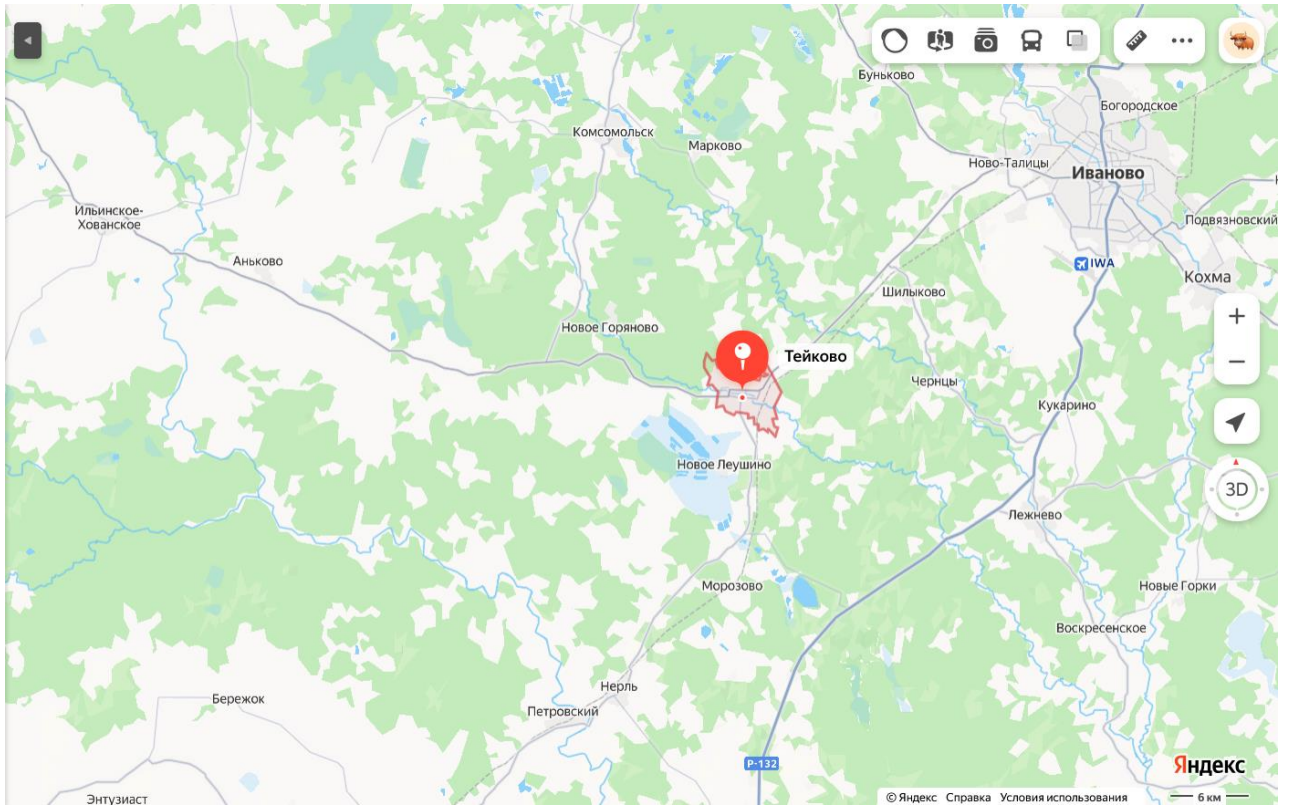 Буньково
Богородское
Комсомольск
Марково
Ново-Талицы
Иваново
Ильинское-
Хованское
Подвязновский
Аньково
IWA
Кохма
Шилыково
+
Новое Горяново
Тейково
−
Чернцы
Кукарино
Новое Леушино
3D
Лежнево
Морозово
Новые Горки
Воскресенское
Нерль
Бережок
Петровский
Р-132
Яндекс
Энтузиаст
© Яндекс Справка Условия использования
6 км